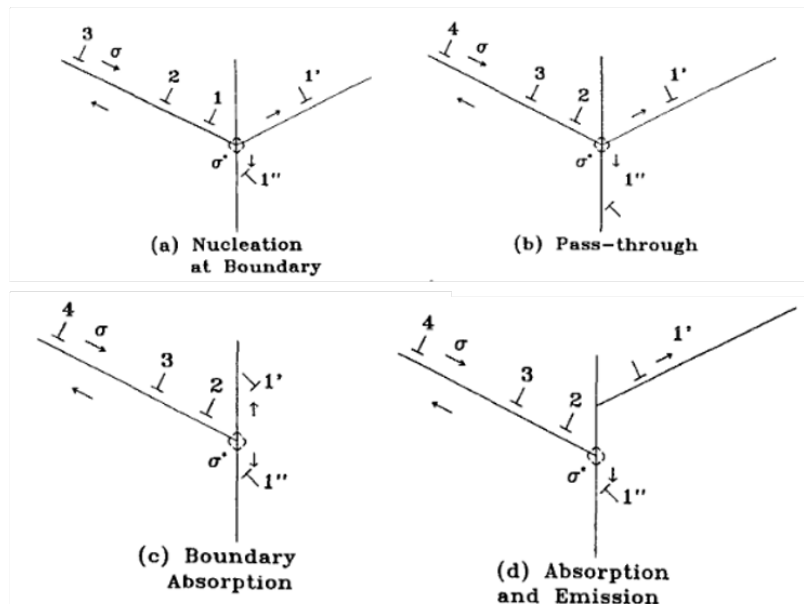 3
σ
2
1
1'
σ*
1"
(a) Nucleation
at Boundary
4
σ
3
2
1'
σ*
1"
(b) Pass-through
4
σ
3
2
1'
σ*
1"
(c) Boundary
Absorption
4
σ
3
2
1'
σ*
1"
(d) Absorption
and Emission